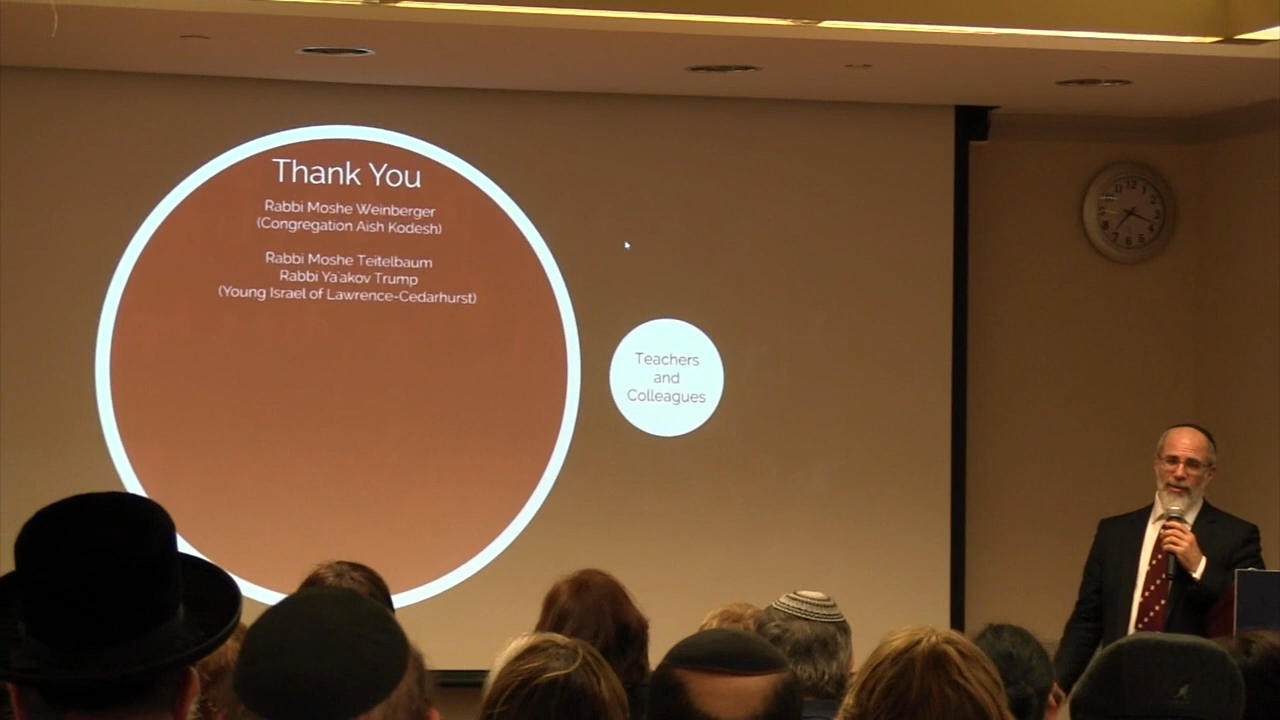 Thank You
Rabbi Moshe Weinberger
(Congregation Aish Kodesh)
Rabbi Moshe Teitelbaum
Rabbi Ya'akov Trump
(Young Israel of Lawrence-Cedarhurst)
Teachers
and
Colleagues